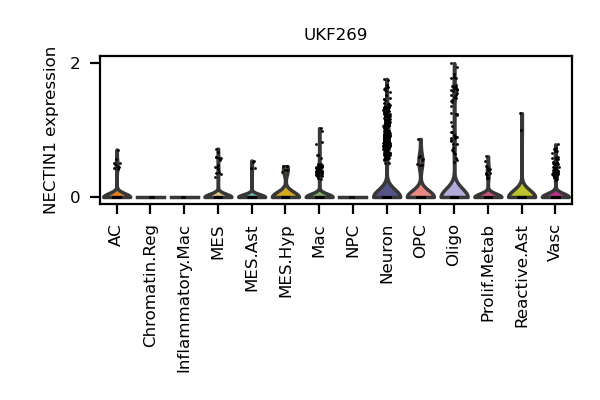 UKF269
NECTIN1 expression
2
0
AC
Chromatin.Reg
Inflammatory.Mac
MES
MES.Ast
MES.Hyp
Mac
NPC
Neuron
OPC
Oligo
Prolif.Metab
Reactive.Ast
Vasc